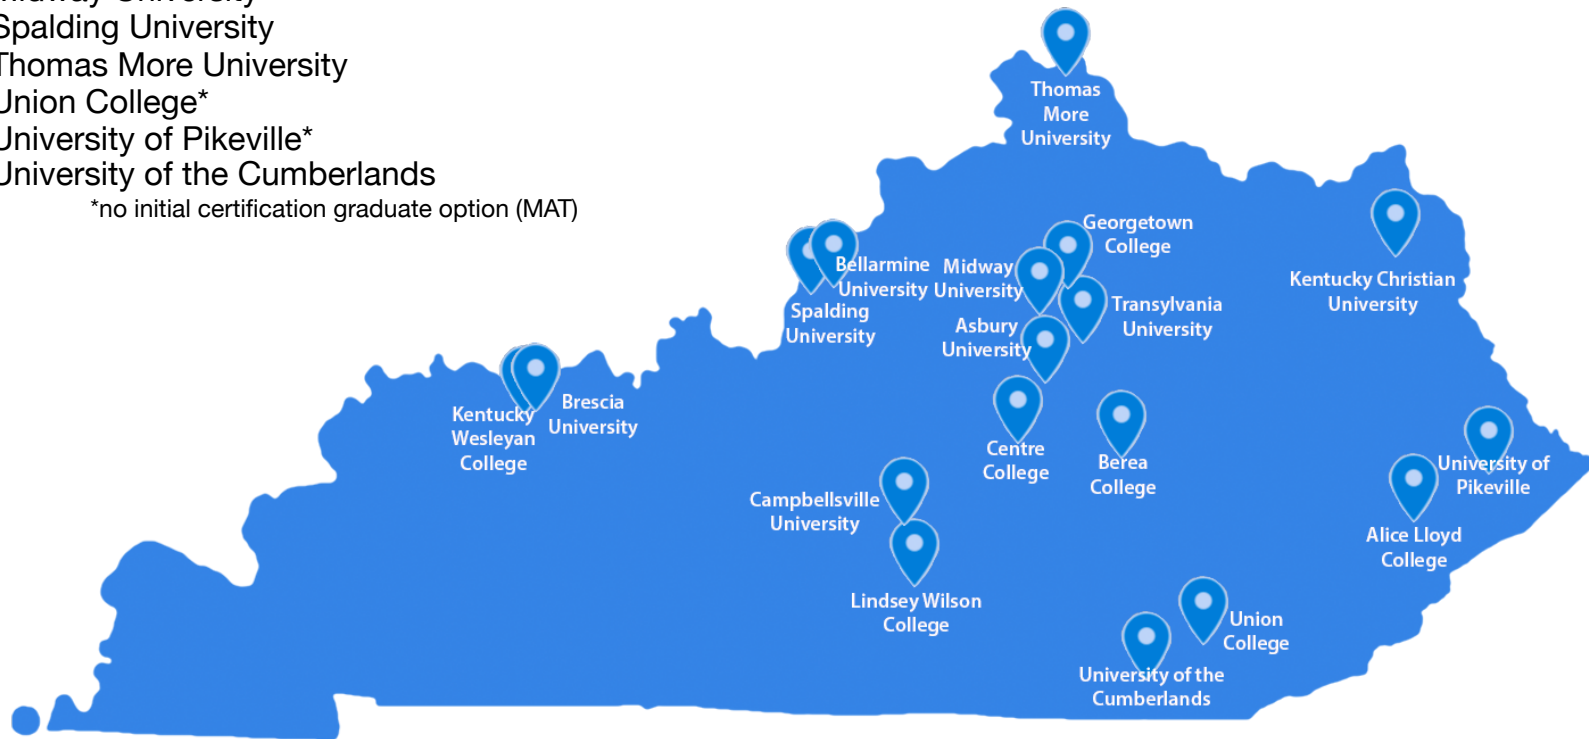 Midway University
Spalding University
Thomas More University
Union College*
University of Pikeville*
University of the Cumberlands
*no initial certification graduate option (MAT)
Thomas
More
University
Georgetown
College
Bellarmine
University
Midway
University
Kentucky Christian
University
Spalding
University
Transylvania
University
Asbury
University
Kentucky
Wesleyan
College
Brescia
University
Centre
College
Berea
College
University of
Pikeville
Campbellsville
University
Alice Lloyd
College
Lindsey Wilson
College
Union
College
University of the
Cumberlands